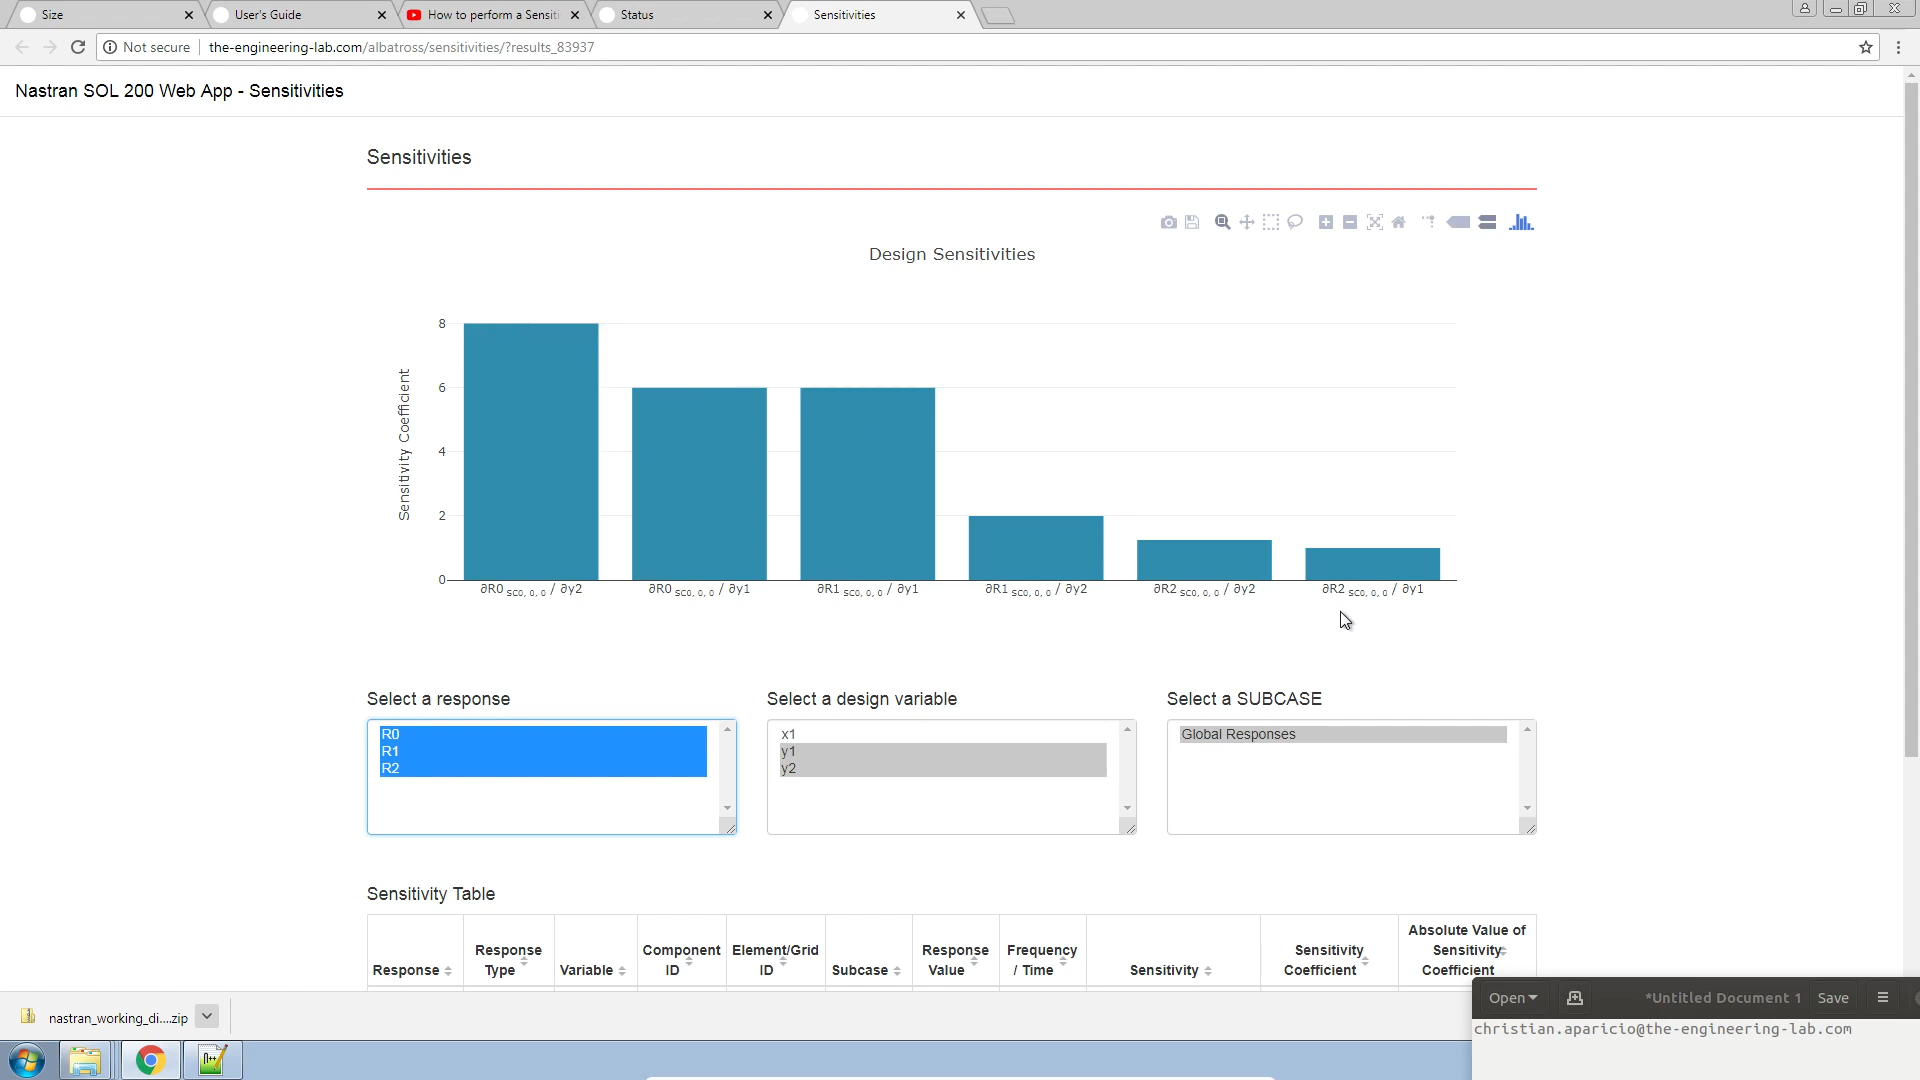 Size
User's Guide
How to perform a Sensiti
Status
Sensitivities
Not secure
the-engineering-lab.com/albatross/sensitivities/?results_83937
Nastran SOL 200 Web App - Sensitivities
Sensitivities
Design Sensitivities
Sensitivity Coefficient
8
6
4
2
0
∂R0 SC0, 0, 0 / ∂y2
∂R0 SC0, 0, 0 / ∂y1
∂R1 SC0, 0, 0 / ∂y1
∂R1 SC0, 0, 0 / ∂y2
∂R2 SC0, 0, 0 / ∂y2
∂R2 SC0, 0, 0 / ∂y1
Select a response
R0
R1
R2
Select a design variable
x1
y1
y2
Select a SUBCASE
Global Responses
Sensitivity Table
Response
Response
Type
Variable
Component
ID
Element/Grid
ID
Subcase
Response
Value
Frequency
/ Time
Sensitivity
Sensitivity
Coefficient
Absolute Value of
Sensitivity
Coefficient
nastran_working_di....zip
Open
*Untitled Document 1
Save
christian.aparicio@the-engineering-lab.com